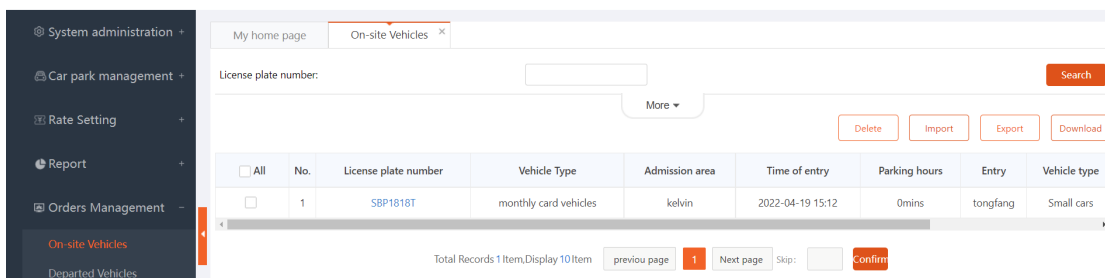 System administration +
My home page
On-site Vehicles ×
Car park management +
License plate number:
Search
More
Rate Setting +
Delete
Import
Export
Download
Report +
All
No.
License plate number
Vehicle Type
Admission area
Time of entry
Parking hours
Entry
Vehicle type
Orders Management −
1
SBP1818T
monthly card vehicles
kelvin
2022-04-19 15:12
0mins
tongfang
Small cars
On-site Vehicles
Total Records 1 Item,Display 10 Item
previou page
1
Next page
Skip:
Confirm
Departed Vehicles